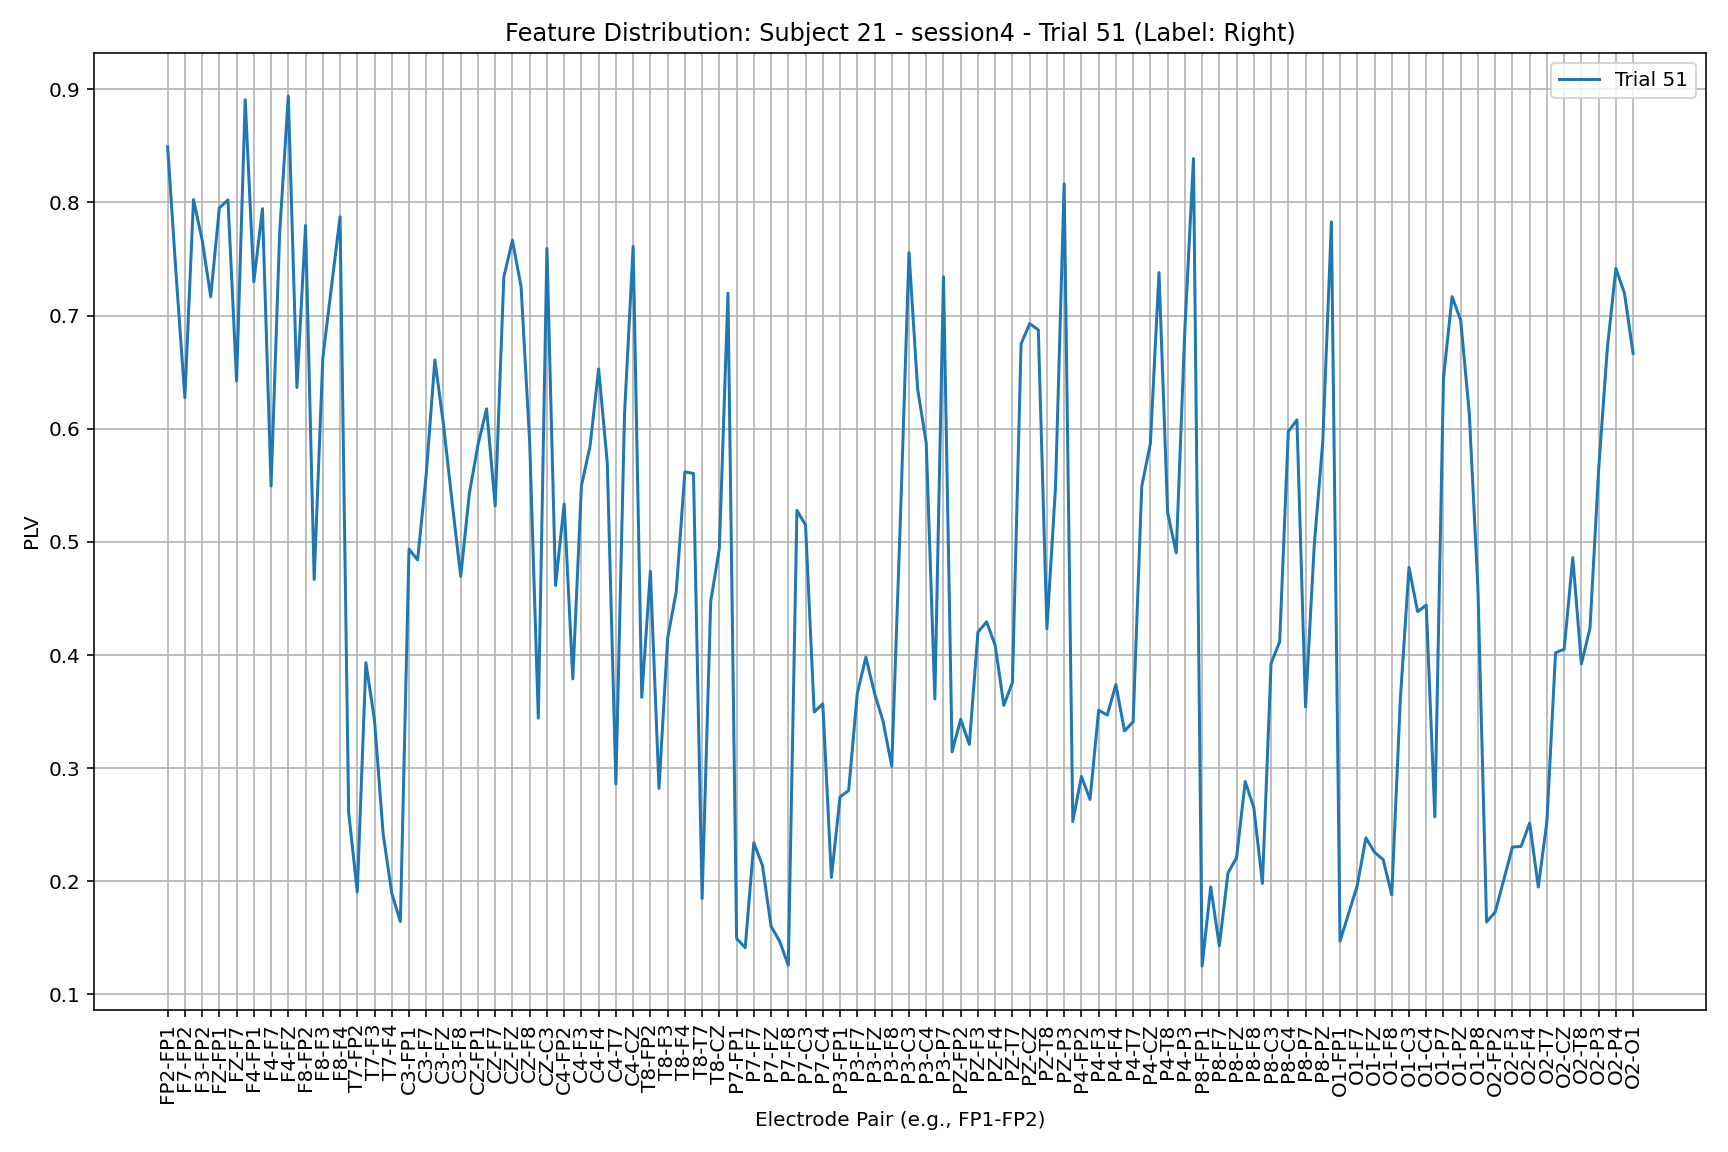 Feature Distribution: Subject 21 - session4 - Trial 51 (Label: Right)
Trial 51
PLV
0.9
0.8
0.7
0.6
0.5
0.4
0.3
0.2
0.1
FP2-FP1
F7-FP2
F3-FP2
FZ-FP1
FZ-F7
F4-FP1
F4-F7
F4-FZ
F8-FP2
F8-F3
F8-F4
T7-FP2
T7-F3
T7-F4
C3-FP1
C3-F7
C3-FZ
C3-F8
CZ-FP1
CZ-F7
CZ-FZ
CZ-F8
CZ-C3
C4-FP2
C4-F3
C4-F4
C4-T7
C4-CZ
T8-FP2
T8-F3
T8-F4
T8-T7
T8-CZ
P7-FP1
P7-F7
P7-FZ
P7-F8
P7-C3
P7-C4
P3-FP1
P3-F7
P3-FZ
P3-F8
P3-C3
P3-C4
P3-P7
PZ-FP2
PZ-F3
PZ-F4
PZ-T7
PZ-CZ
PZ-T8
PZ-P3
P4-FP2
P4-F3
P4-F4
P4-T7
P4-CZ
P4-T8
P4-P3
P8-FP1
P8-F7
P8-FZ
P8-F8
P8-C3
P8-C4
P8-P7
P8-PZ
O1-FP1
O1-F7
O1-FZ
O1-F8
O1-C3
O1-C4
O1-P7
O1-PZ
O1-P8
O2-FP2
O2-F3
O2-F4
O2-T7
O2-CZ
O2-T8
O2-P3
O2-P4
O2-O1
Electrode Pair (e.g., FP1-FP2)